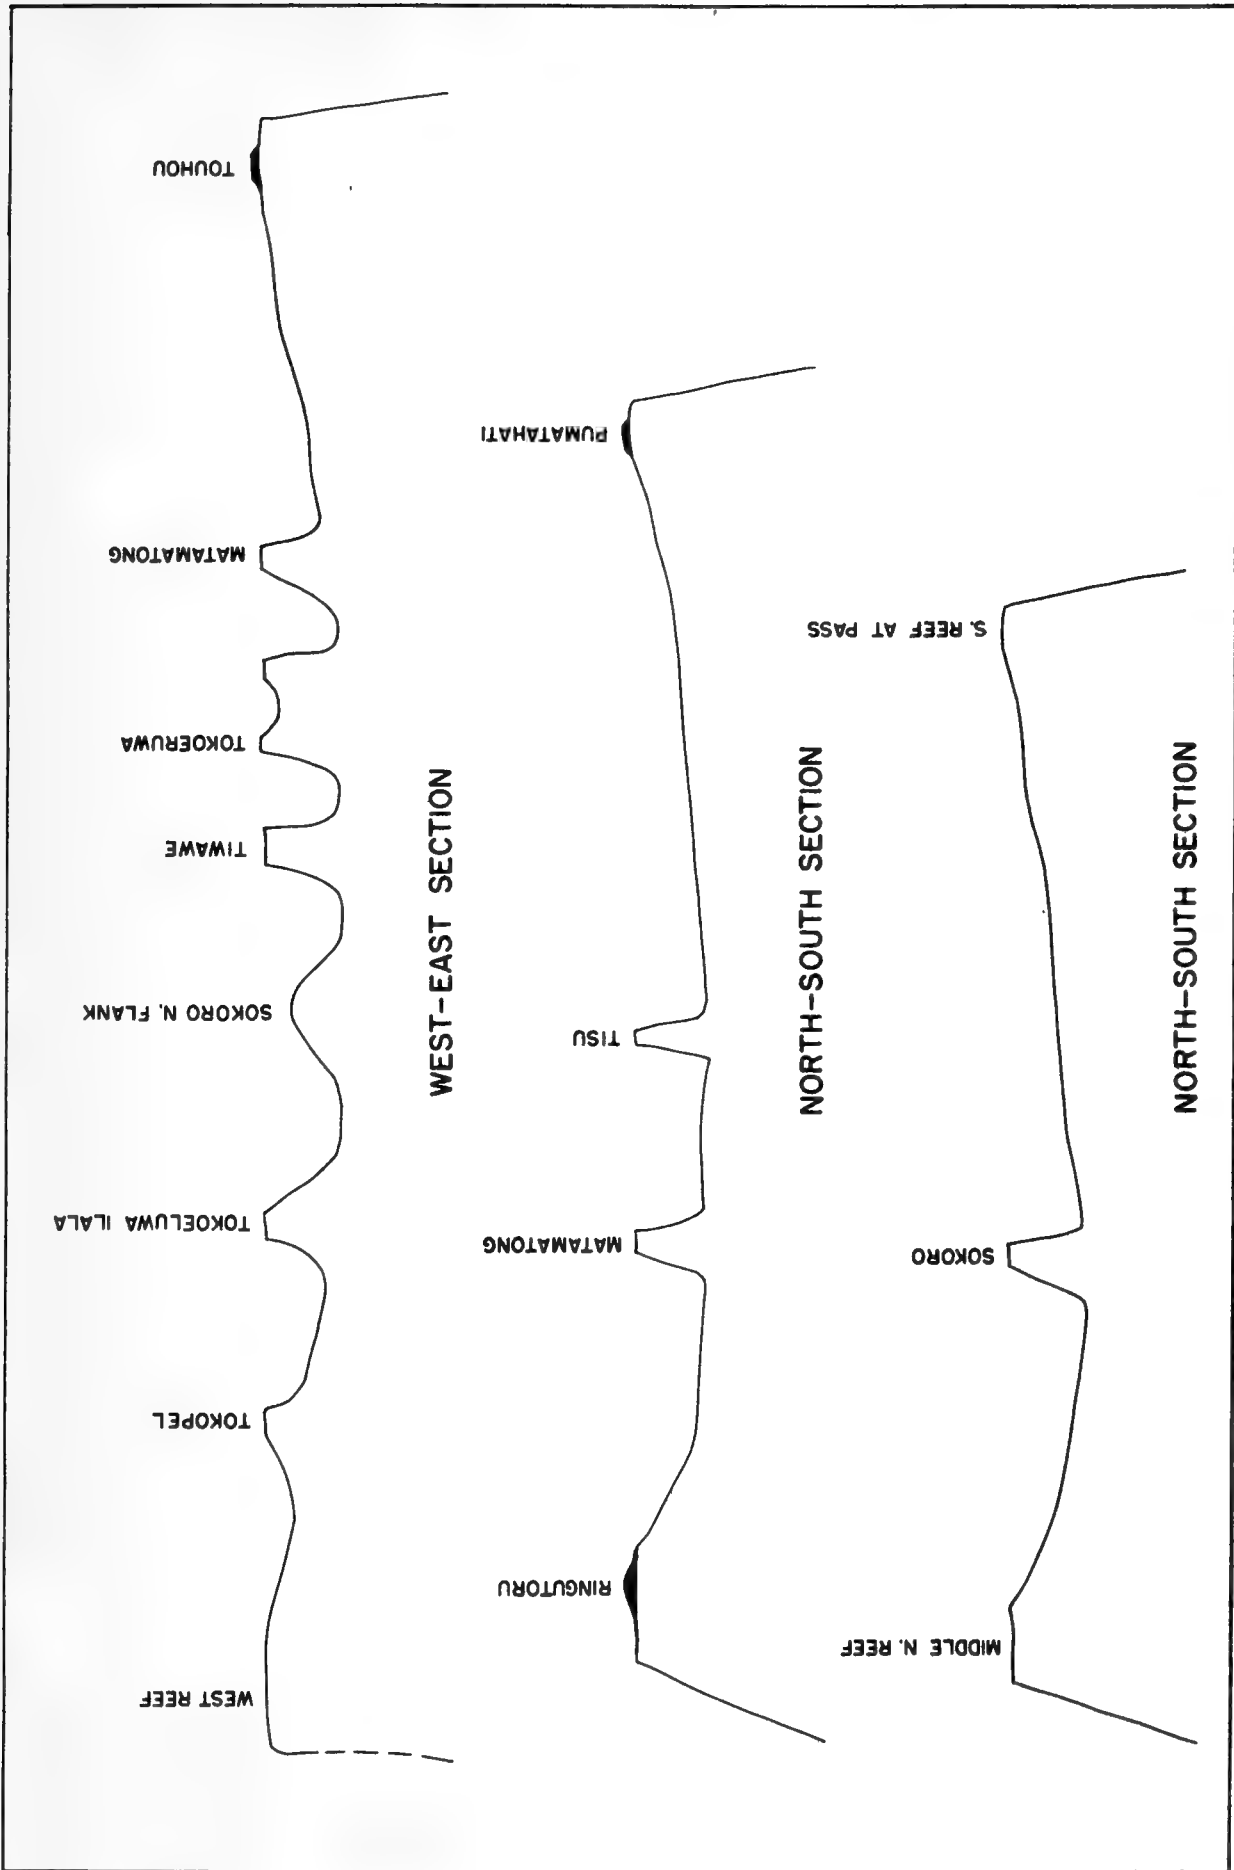 WEST REEF
TOKOPEL
TOKOELUWA ILALA
SOKORO N. FLANK
TIWAWE
TOKOERUWA
MATAMATONG
TOUHOU
WEST-EAST SECTION
RINGUTORU
MATAMATONG
TISU
PUMATAHATI
NORTH-SOUTH SECTION
MIDDLE N. REEF
SOKORO
S. REEF AT PASS
NORTH-SOUTH SECTION